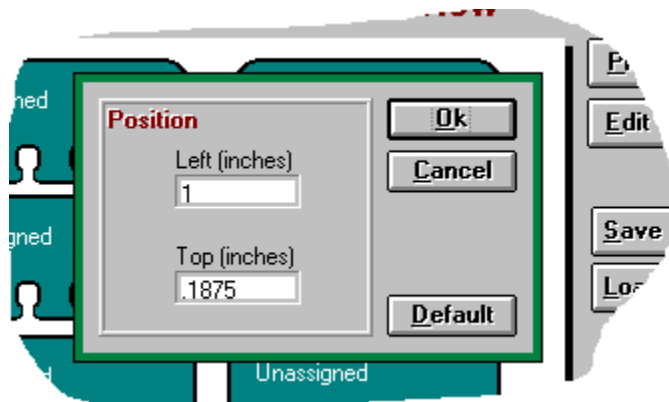 Position
Left (inches)
1
Top (inches)
.1875
Ok
Cancel
Default
Edit
Save
Unassigned